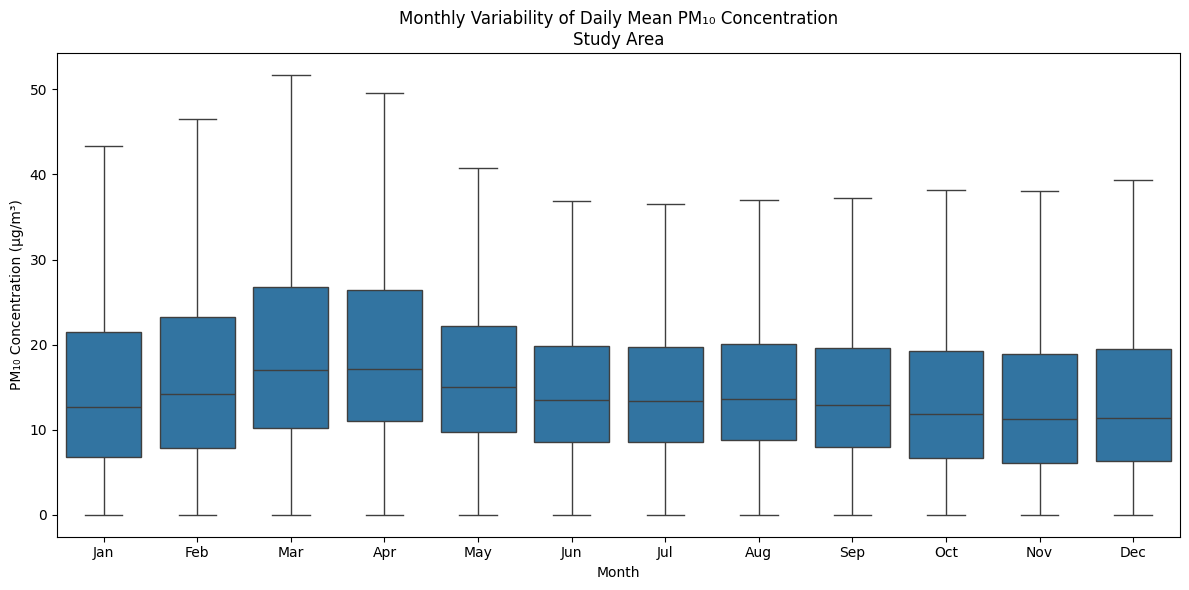 Monthly Variability of Daily Mean PM₁₀ Concentration
Study Area
PM₁₀ Concentration (µg/m³)
50
40
30
20
10
0
Jan Feb Mar Apr May Jun Jul Aug Sep Oct Nov Dec
Month